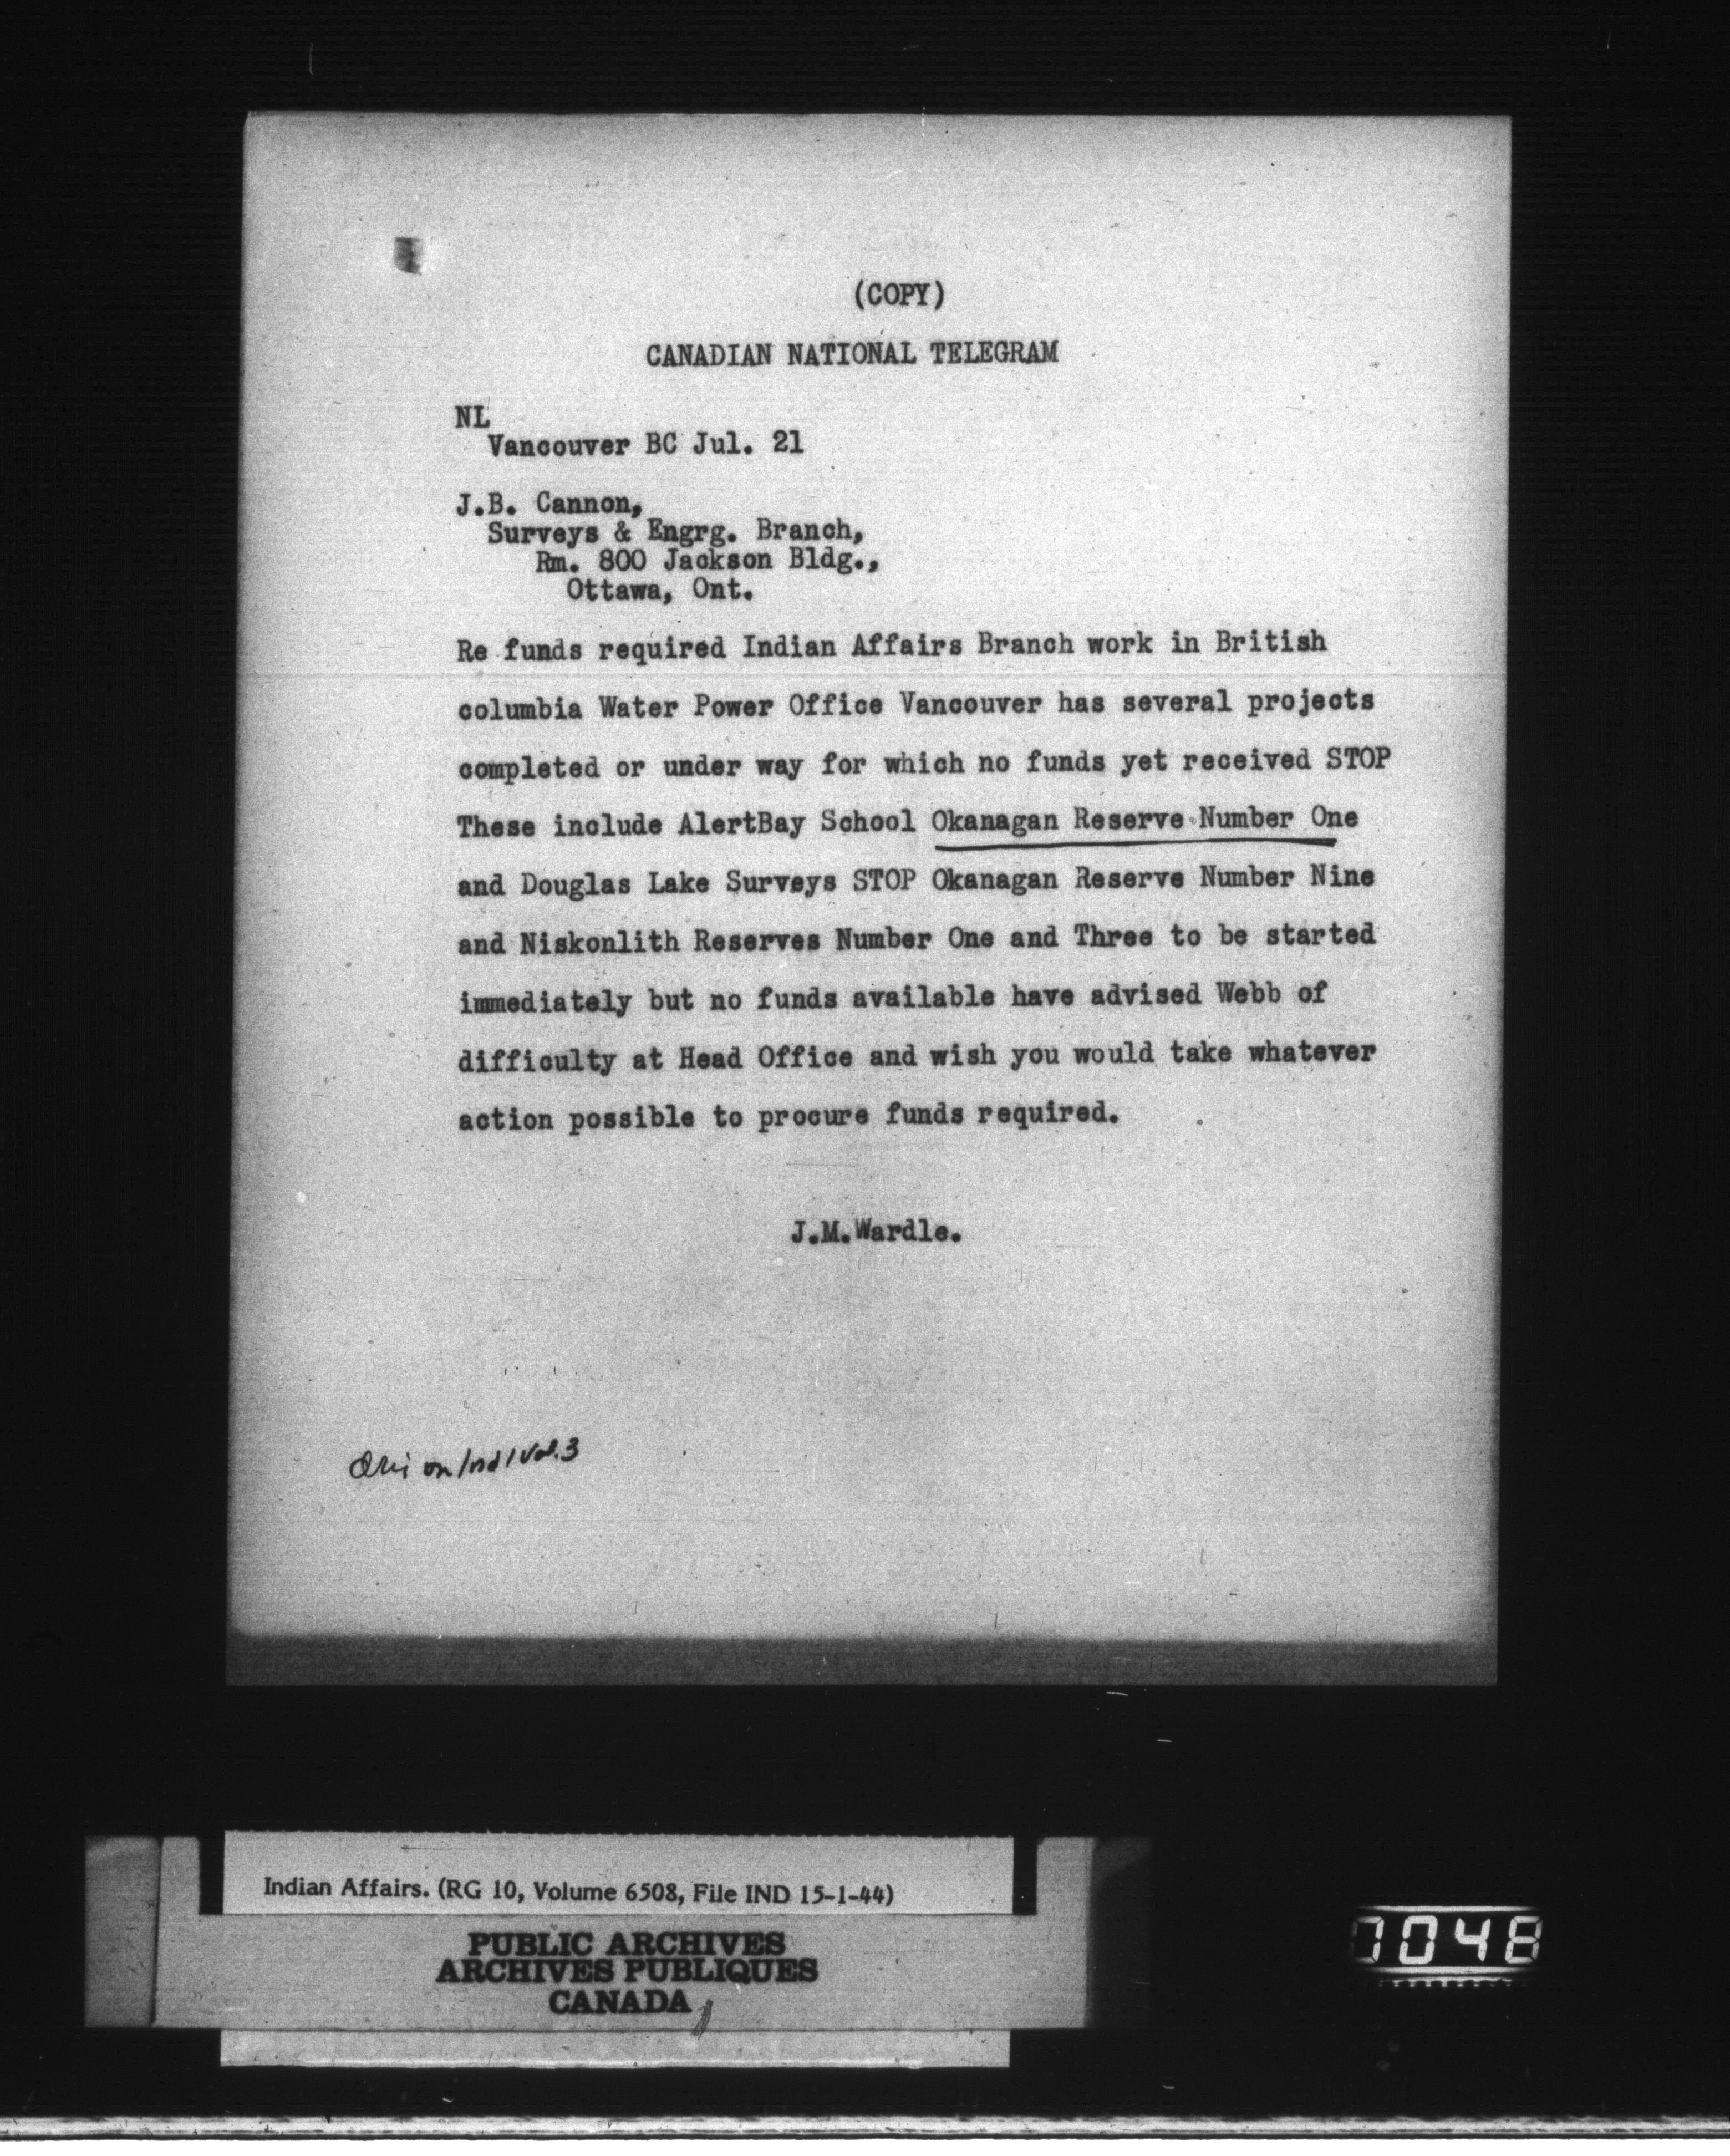 (COPY)
CANADIAN NATIONAL TELEGRAM
NL
Vancouver BC Jul. 21
J.B. Cannon,
Surveys & Engrg. Branch,
Rm. 800 Jackson Bldg.,
Ottawa, Ont.
Re funds required Indian Affairs Branch work in British
columbia Water Power Office Vancouver has several projects
completed or under way for which no funds yet received STOP
These include AlertBay School Okanagan Reserve Number One
and Douglas Lake Surveys STOP Okanagan Reserve Number Nine
and Niskonlith Reserves Number One and Three to be started
immediately but no funds available have advised Webb of
difficulty at Head Office and wish you would take whatever
action possible to procure funds required.
J.M.Wardle.
on Ind 1 Vol. 3
Indian Affairs. (RG 10, Volume 6508, File IND 15-1-44)
PUBLIC ARCHIVES
ARCHIVES PUBLIQUES
CANADA
7048